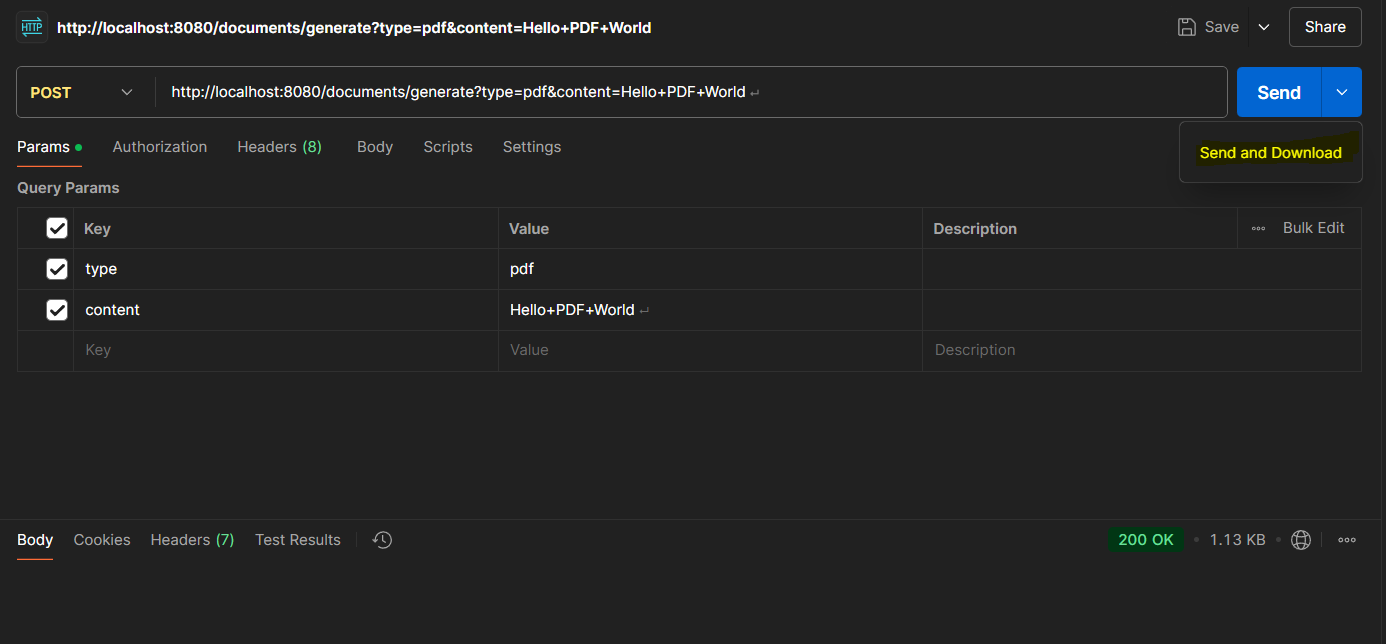 HTTP http://localhost:8080/documents/generate?type=pdf&content=Hello+PDF+World Save Share
POST http://localhost:8080/documents/generate?type=pdf&content=Hello+PDF+World ↵ Send
Send and Download
Params Authorization Headers (8) Body Scripts Settings
Query Params
Key Value Description Bulk Edit
type pdf
content Hello+PDF+World ↵
Key Value Description
Body Cookies Headers (7) Test Results 200 OK • 1.13 KB •